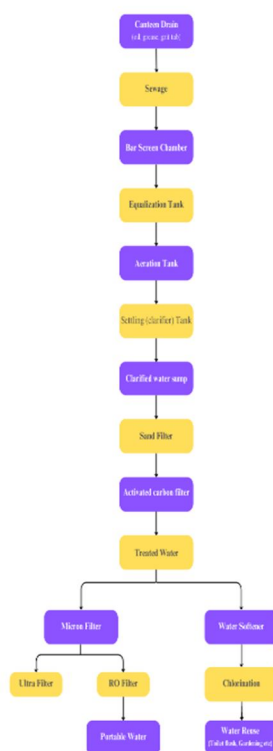 Canteen Drain
(oil, grease, grit tab)
Sewage
Bar Screen Chamber
Equalization Tank
Aeration Tank
Settling (clarifier) Tank
Clarified water sump
Sand Filter
Activated carbon filter
Treated Water
Micron Filter
Water Softener
Ultra Filter
RO Filter
Chlorination
Portable Water
Water Reuse
(Toilet flush, Gardening etc)